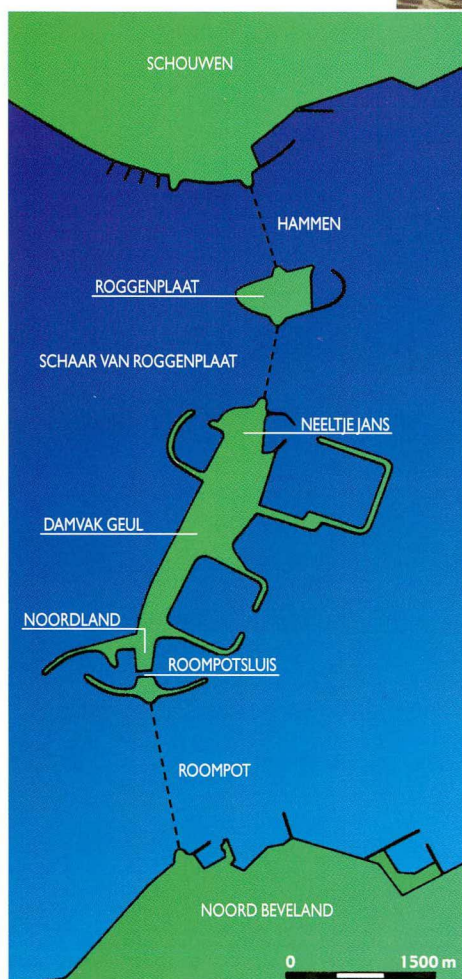 SCHOUWEN
HAMMEN
ROGGENPLAAT
SCHAAR VAN ROGGENPLAAT
NEELTJE JANS
DAMVAK GEUL
NOORDLAND
ROOMPOTSLUIS
ROOMPOT
NOORD BEVELAND
0 1500 m